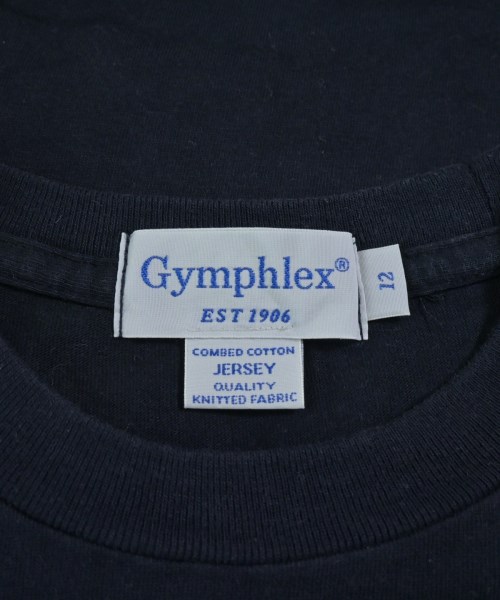 Gymphlex®
EST 1906
12
COMBED COTTON
JERSEY
QUALITY
KNITTED FABRIC